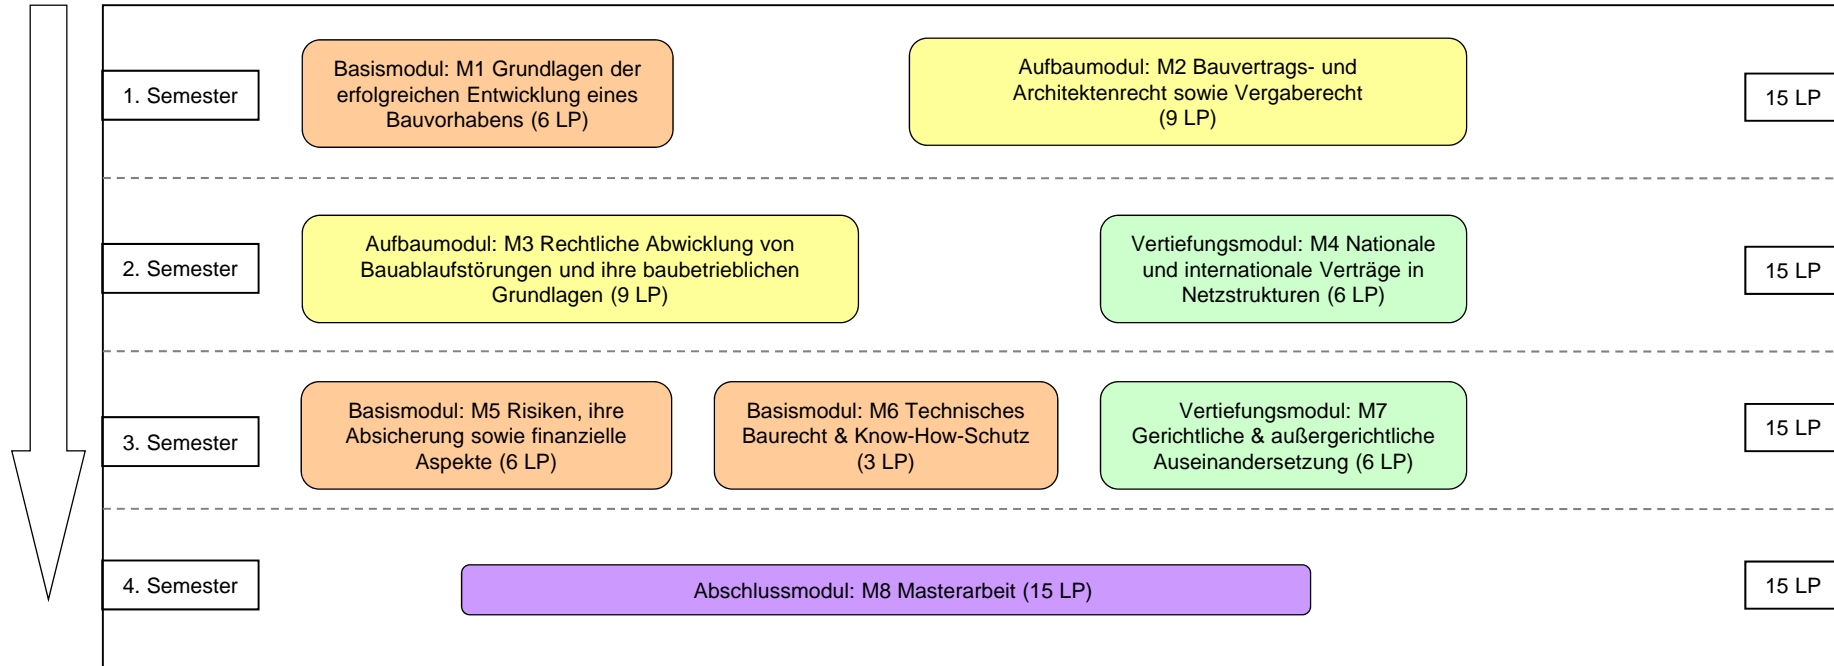 1. Semester
Basismodul: M1 Grundlagen der
erfolgreichen Entwicklung eines
Bauvorhabens (6 LP)
Aufbaumodul: M2 Bauvertrags- und
Architektenrecht sowie Vergaberecht
(9 LP)
15 LP
2. Semester
Aufbaumodul: M3 Rechtliche Abwicklung von
Bauablaufstörungen und ihre baubetrieblichen
Grundlagen (9 LP)
Vertiefungsmodul: M4 Nationale
und internationale Verträge in
Netzstrukturen (6 LP)
15 LP
3. Semester
Basismodul: M5 Risiken, ihre
Absicherung sowie finanzielle
Aspekte (6 LP)
Basismodul: M6 Technisches
Baurecht & Know-How-Schutz
(3 LP)
Vertiefungsmodul: M7
Gerichtliche & außergerichtliche
Auseinandersetzung (6 LP)
15 LP
4. Semester
Abschlussmodul: M8 Masterarbeit (15 LP)
15 LP